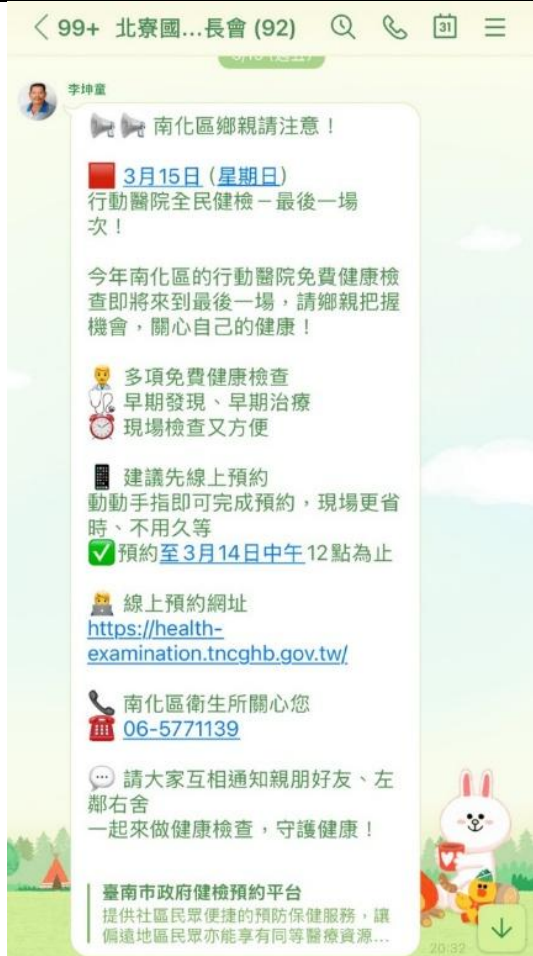 99+ 北寮國...長會 (92)
31
李坤童
南化區鄉親請注意！
3月15日 (星期日)
行動醫院全民健檢－最後一場
次！
今年南化區的行動醫院免費健康檢
查即將來到最後一場，請鄉親把握
機會，關心自己的健康！
多項免費健康檢查
早期發現、早期治療
現場檢查又方便
建議先線上預約
動動手指即可完成預約，現場更省
時、不用久等
預約至3月14日中午12點為止
線上預約網址
https://health-
examination.tncghb.gov.tw/
南化區衛生所關心您
06-5771139
請大家互相通知親朋好友、左
鄰右舍
一起來做健康檢查，守護健康！
臺南市政府健檢預約平台
提供社區民眾便捷的預防保健服務，讓
偏遠地區民眾亦能享有同等醫療資源...
20:32